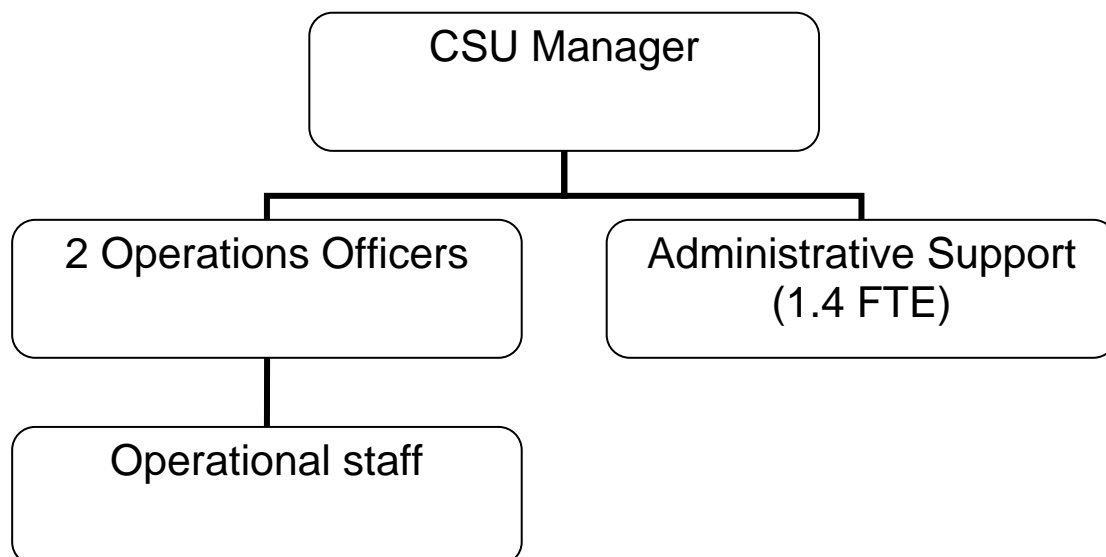 CSU Manager
2 Operations Officers
Administrative Support
(1.4 FTE)
Operational staff